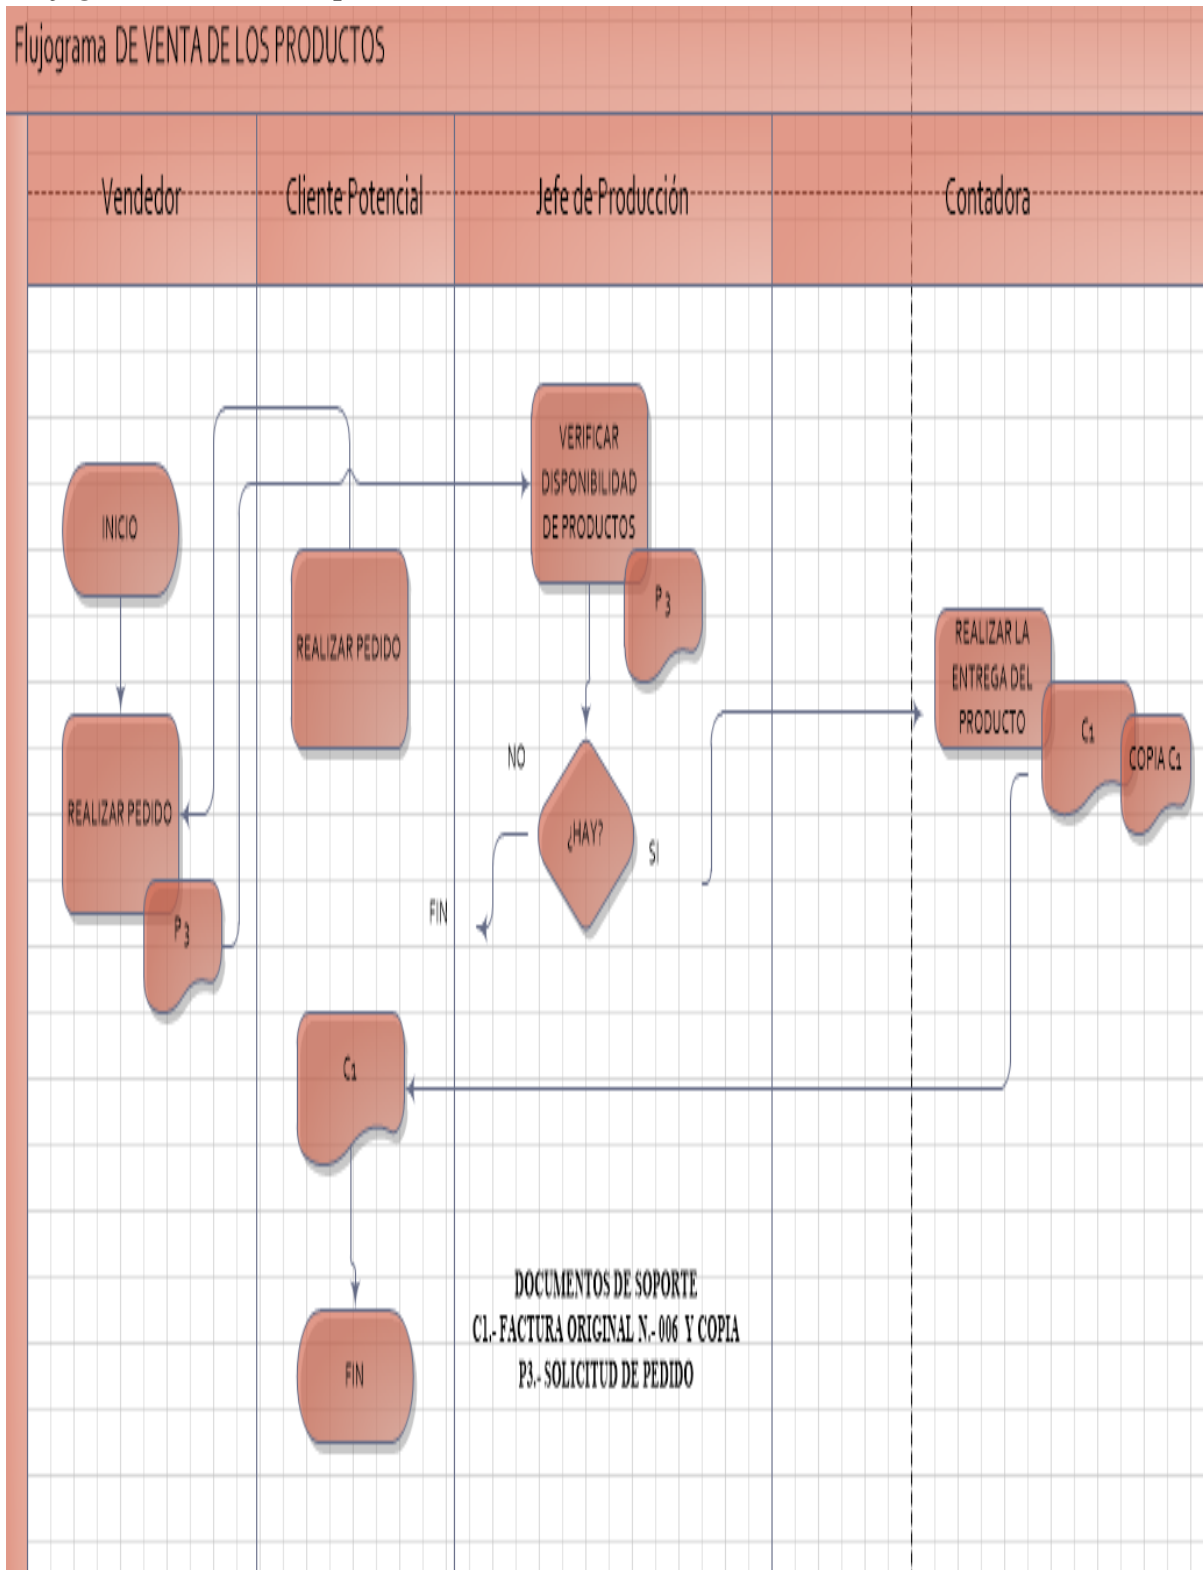 Flujograma DE VENTA DE LOS PRODUCTOS
Vendedor
Cliente Potencial
Jefe de Producción
Contadora
INICIO
REALIZAR PEDIDO
P 3
REALIZAR PEDIDO
VERIFICAR
DISPONIBILIDAD
DE PRODUCTOS
P 3
NO
¿HAY?
SI
FIN
REALIZAR LA
ENTREGA DEL
PRODUCTO
C1
COPIA C1
C1
FIN
DOCUMENTOS DE SOPORTE
C1.- FACTURA ORIGINAL N.- 006 Y COPIA
P3.- SOLICITUD DE PEDIDO